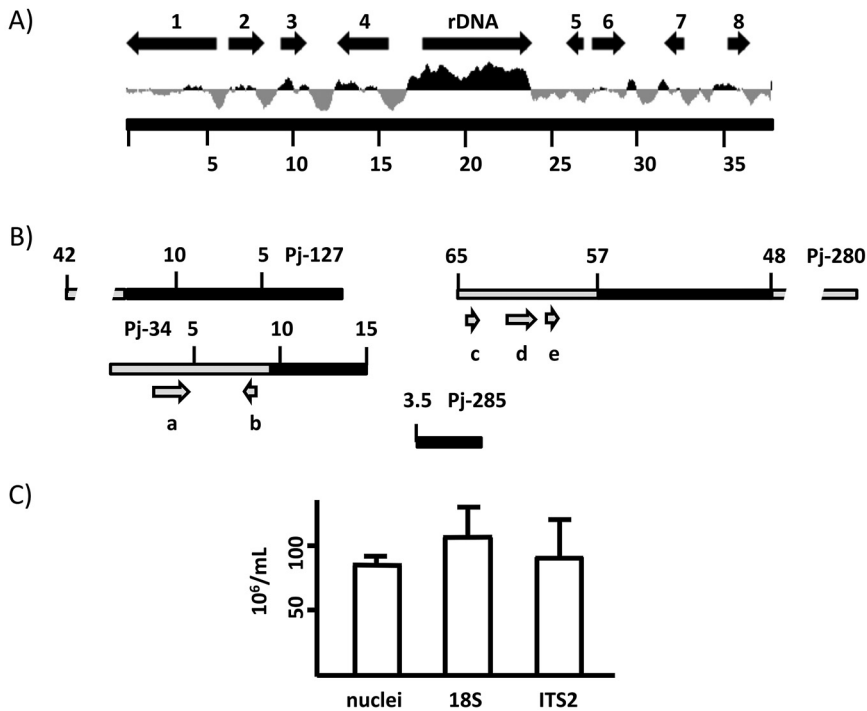 A)
1 2 3 4 rDNA 5 6 7 8
5 10 15 20 25 30 35
B)
42 10 5 Pj-127
65 57 48 Pj-280
Pj-34 5 10 15
c d e
a b
3.5 Pj-285
C)
10⁶/mL
100
50
nuclei 18S ITS2